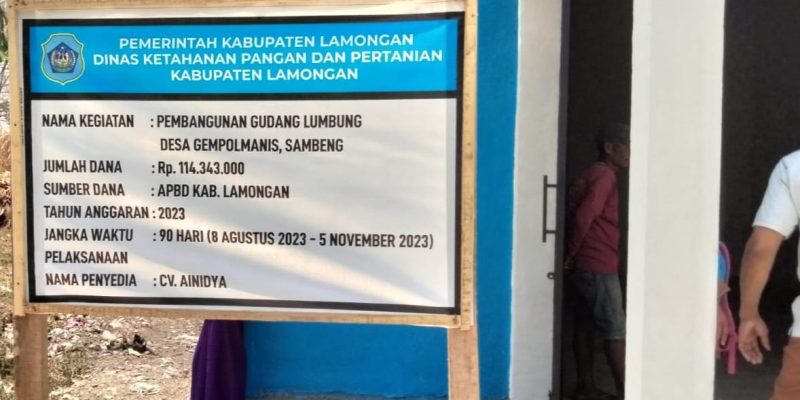 PEMERINTAH KABUPATEN LAMONGAN
DINAS KETAHANAN PANGAN DAN PERTANIAN
KABUPATEN LAMONGAN
NAMA KEGIATAN : PEMBANGUNAN GUDANG LUMBUNG
DESA GEMPOLMANIS, SAMBENG
JUMLAH DANA : Rp. 114.343.000
SUMBER DANA : APBD KAB. LAMONGAN
TAHUN ANGGARAN : 2023
JANGKA WAKTU : 90 HARI (8 AGUSTUS 2023 - 5 NOVEMBER 2023)
PELAKSANAAN
NAMA PENYEDIA : CV. AINIDYA